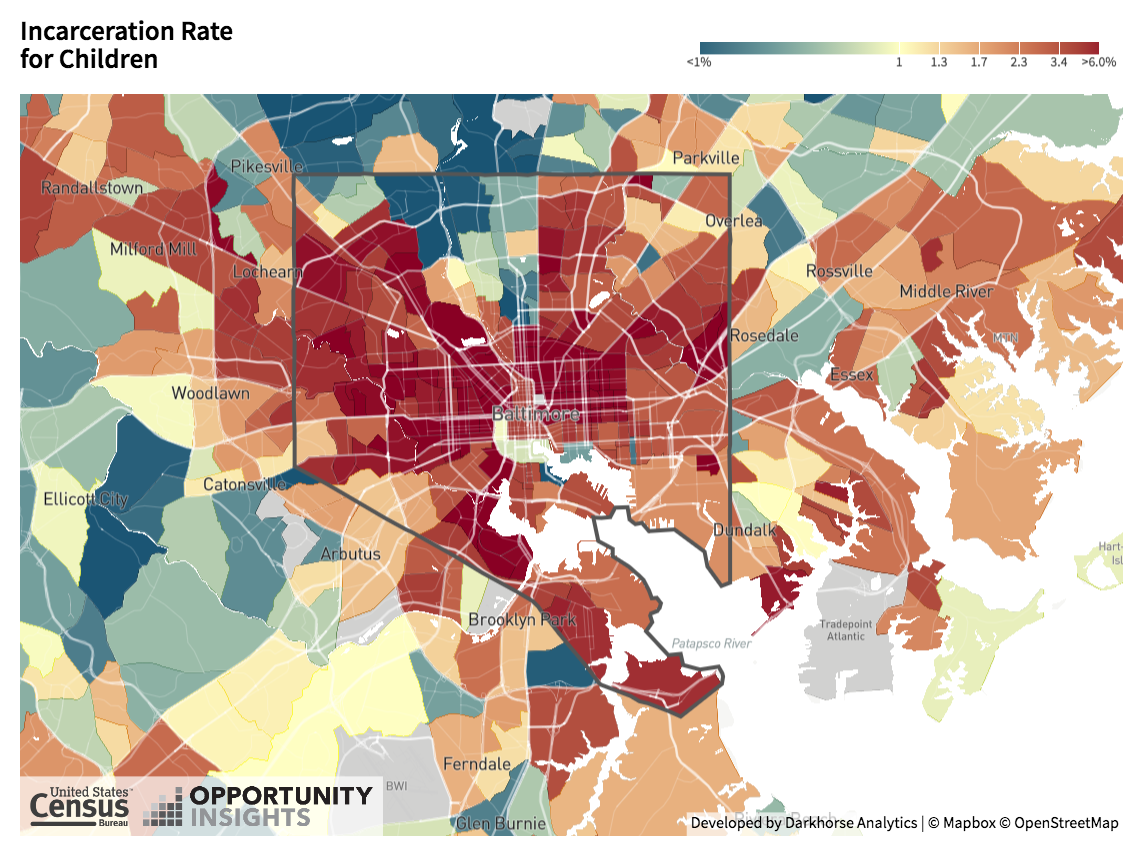 Incarceration Rate
for Children
<1%
1
1.3
1.7
2.3
3.4
>6.0%
Pikesville
Parkville
Randallstown
Overlea
Milford Mill
Lochearn
Rossville
Middle River
MTN
Rosedale
Essex
Woodlawn
Baltimore
Catonsville
Ellicott City
Dundalk
Arbutus
Hart-
Isl
Brooklyn Park
Tradepoint
Atlantic
Patapsco River
Ferndale
BWI
United States
Census
Bureau
OPPORTUNITY
INSIGHTS
Glen Burnie
Developed by Darkhorse Analytics | © Mapbox © OpenStreetMap